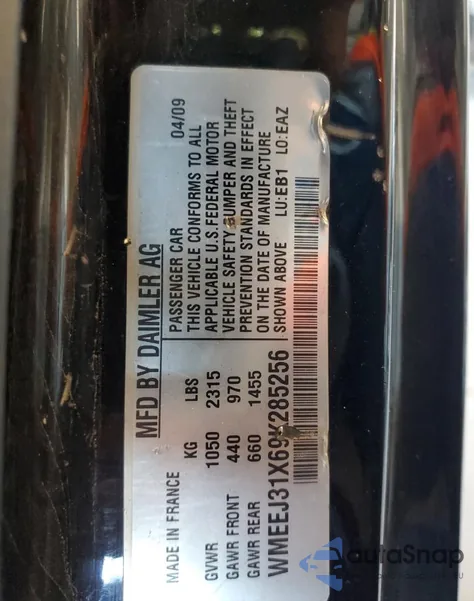 MFD BY DAIMLER AG
MADE IN FRANCE
KG LBS
GVWR 1050 2315
GAWR FRONT 440 970
GAWR REAR 660 1455
PASSENGER CAR 04/09
THIS VEHICLE CONFORMS TO ALL
APPLICABLE U.S. FEDERAL MOTOR
VEHICLE SAFETY BUMPER AND THEFT
PREVENTION STANDARDS IN EFFECT
ON THE DATE OF MANUFACTURE
SHOWN ABOVE LU:EB1 LO:EAZ
WMEEJ31X69K285256
autoSnap